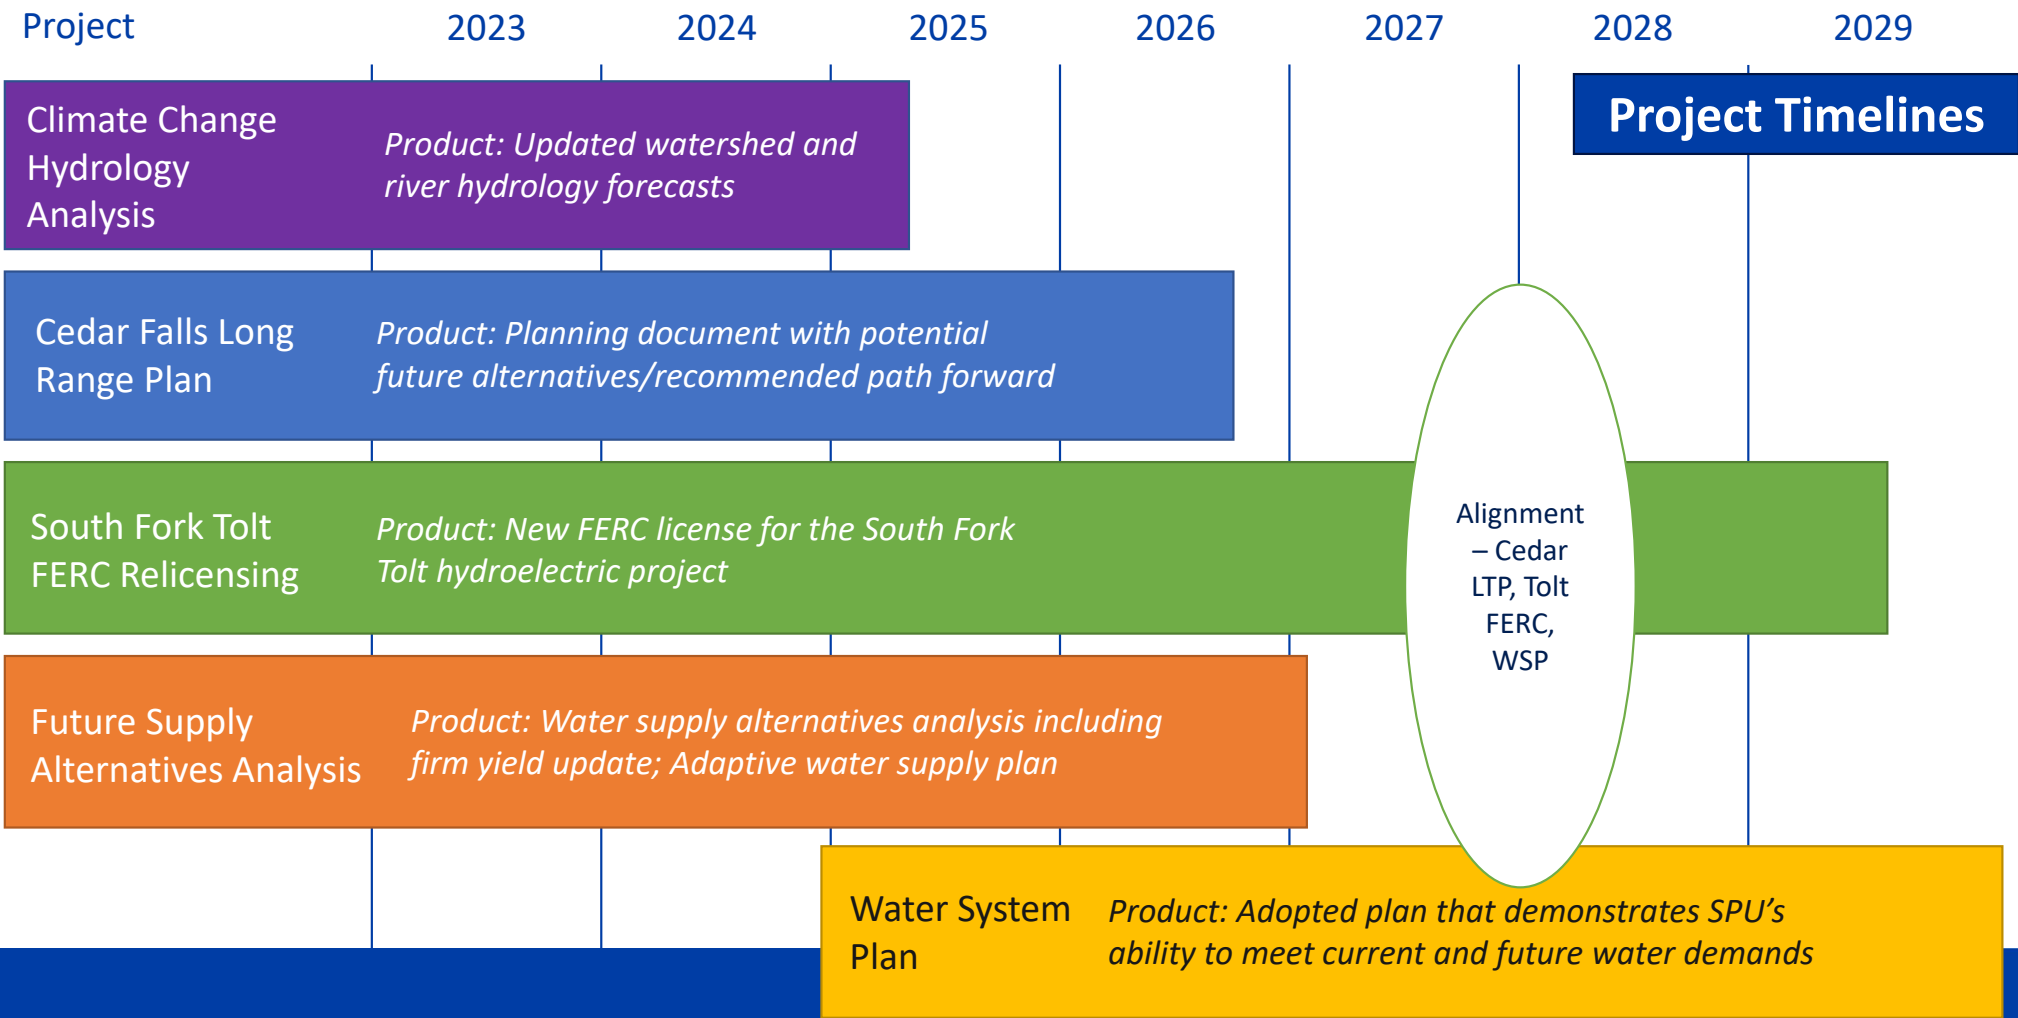 Project 2023 2024 2025 2026 2027 2028 2029
Project Timelines
Climate Change
Hydrology
Analysis
Product: Updated watershed and
river hydrology forecasts
Cedar Falls Long
Range Plan
Product: Planning document with potential
future alternatives/recommended path forward
South Fork Tolt
FERC Relicensing
Product: New FERC license for the South Fork
Tolt hydroelectric project
Alignment
– Cedar
LTP, Tolt
FERC,
WSP
Future Supply
Alternatives Analysis
Product: Water supply alternatives analysis including
firm yield update; Adaptive water supply plan
Water System
Plan
Product: Adopted plan that demonstrates SPU’s
ability to meet current and future water demands